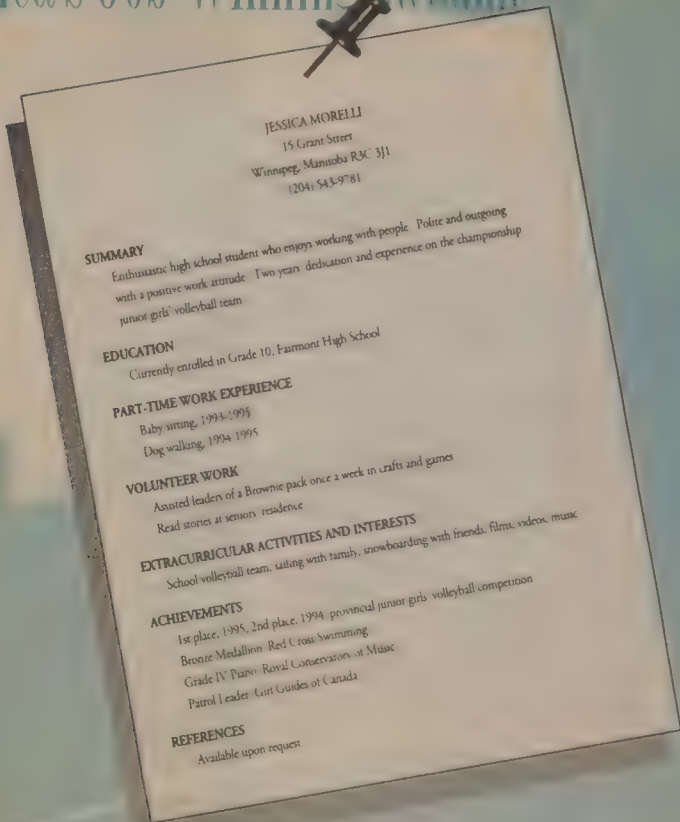 JESSICA MORELLI
15 Grant Street
Winnipeg, Manitoba R3C 3J1
(204) 543-9781
SUMMARY
Enthusiastic high school student who enjoys working with people Polite and outgoing
with a positive work attitude Two years dedication and experience on the championship
junior girls' volleyball team
EDUCATION
Currently enrolled in Grade 10, Fairmont High School
PART-TIME WORK EXPERIENCE
Baby sitting, 1994-1995
Dog walking, 1994-1995
VOLUNTEER WORK
Assisted leaders of a Brownie pack once a week in crafts and games
Read stories at seniors residence
EXTRACURRICULAR ACTIVITIES AND INTERESTS
School volleyball team, sailing with family, snowboarding with friends, films, videos, music
ACHIEVEMENTS
1st place, 1995, 2nd place, 1994 provincial junior girls volleyball competition
Bronze Medallion Red Cross Swimming
Grade IV Piano Royal Conservatory of Music
Patrol Leader Girl Guides of Canada
REFERENCES
Available upon request